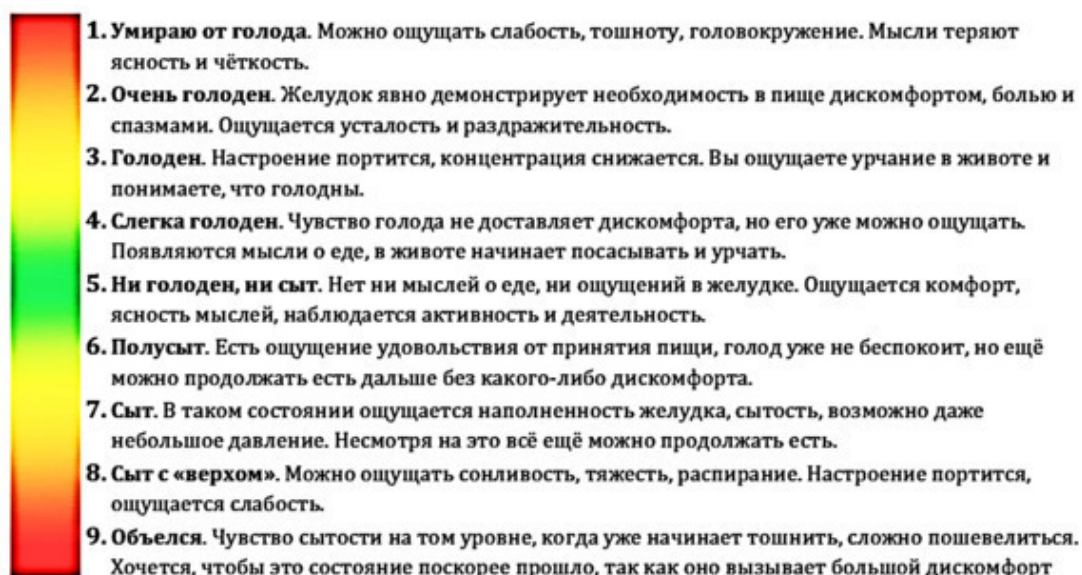 1. Умираю от голода. Можно ощущать слабость, тошноту, головокружение. Мысли теряют
ясность и чёткость.
2. Очень голоден. Желудок явно демонстрирует необходимость в пище дискомфортом, болью и
спазмами. Ощущается усталость и раздражительность.
3. Голоден. Настроение портится, концентрация снижается. Вы ощущаете урчание в животе и
понимаете, что голодны.
4. Слегка голоден. Чувство голода не доставляет дискомфорта, но его уже можно ощущать.
Появляются мысли о еде, в животе начинает посасывать и урчать.
5. Ни голоден, ни сыт. Нет ни мыслей о еде, ни ощущений в желудке. Ощущается комфорт,
ясность мыслей, наблюдается активность и деятельность.
6. Полусыт. Есть ощущение удовольствия от принятия пищи, голод уже не беспокоит, но ещё
можно продолжать есть дальше без какого-либо дискомфорта.
7. Сыт. В таком состоянии ощущается наполненность желудка, сытость, возможно даже
небольшое давление. Несмотря на это всё ещё можно продолжать есть.
8. Сыт с «верхом». Можно ощущать сонливость, тяжесть, распирание. Настроение портится,
ощущается слабость.
9. Объелся. Чувство сытости на том уровне, когда уже начинает тошнить, сложно пошевелиться.
Хочется, чтобы это состояние поскорее прошло, так как оно вызывает большой дискомфорт